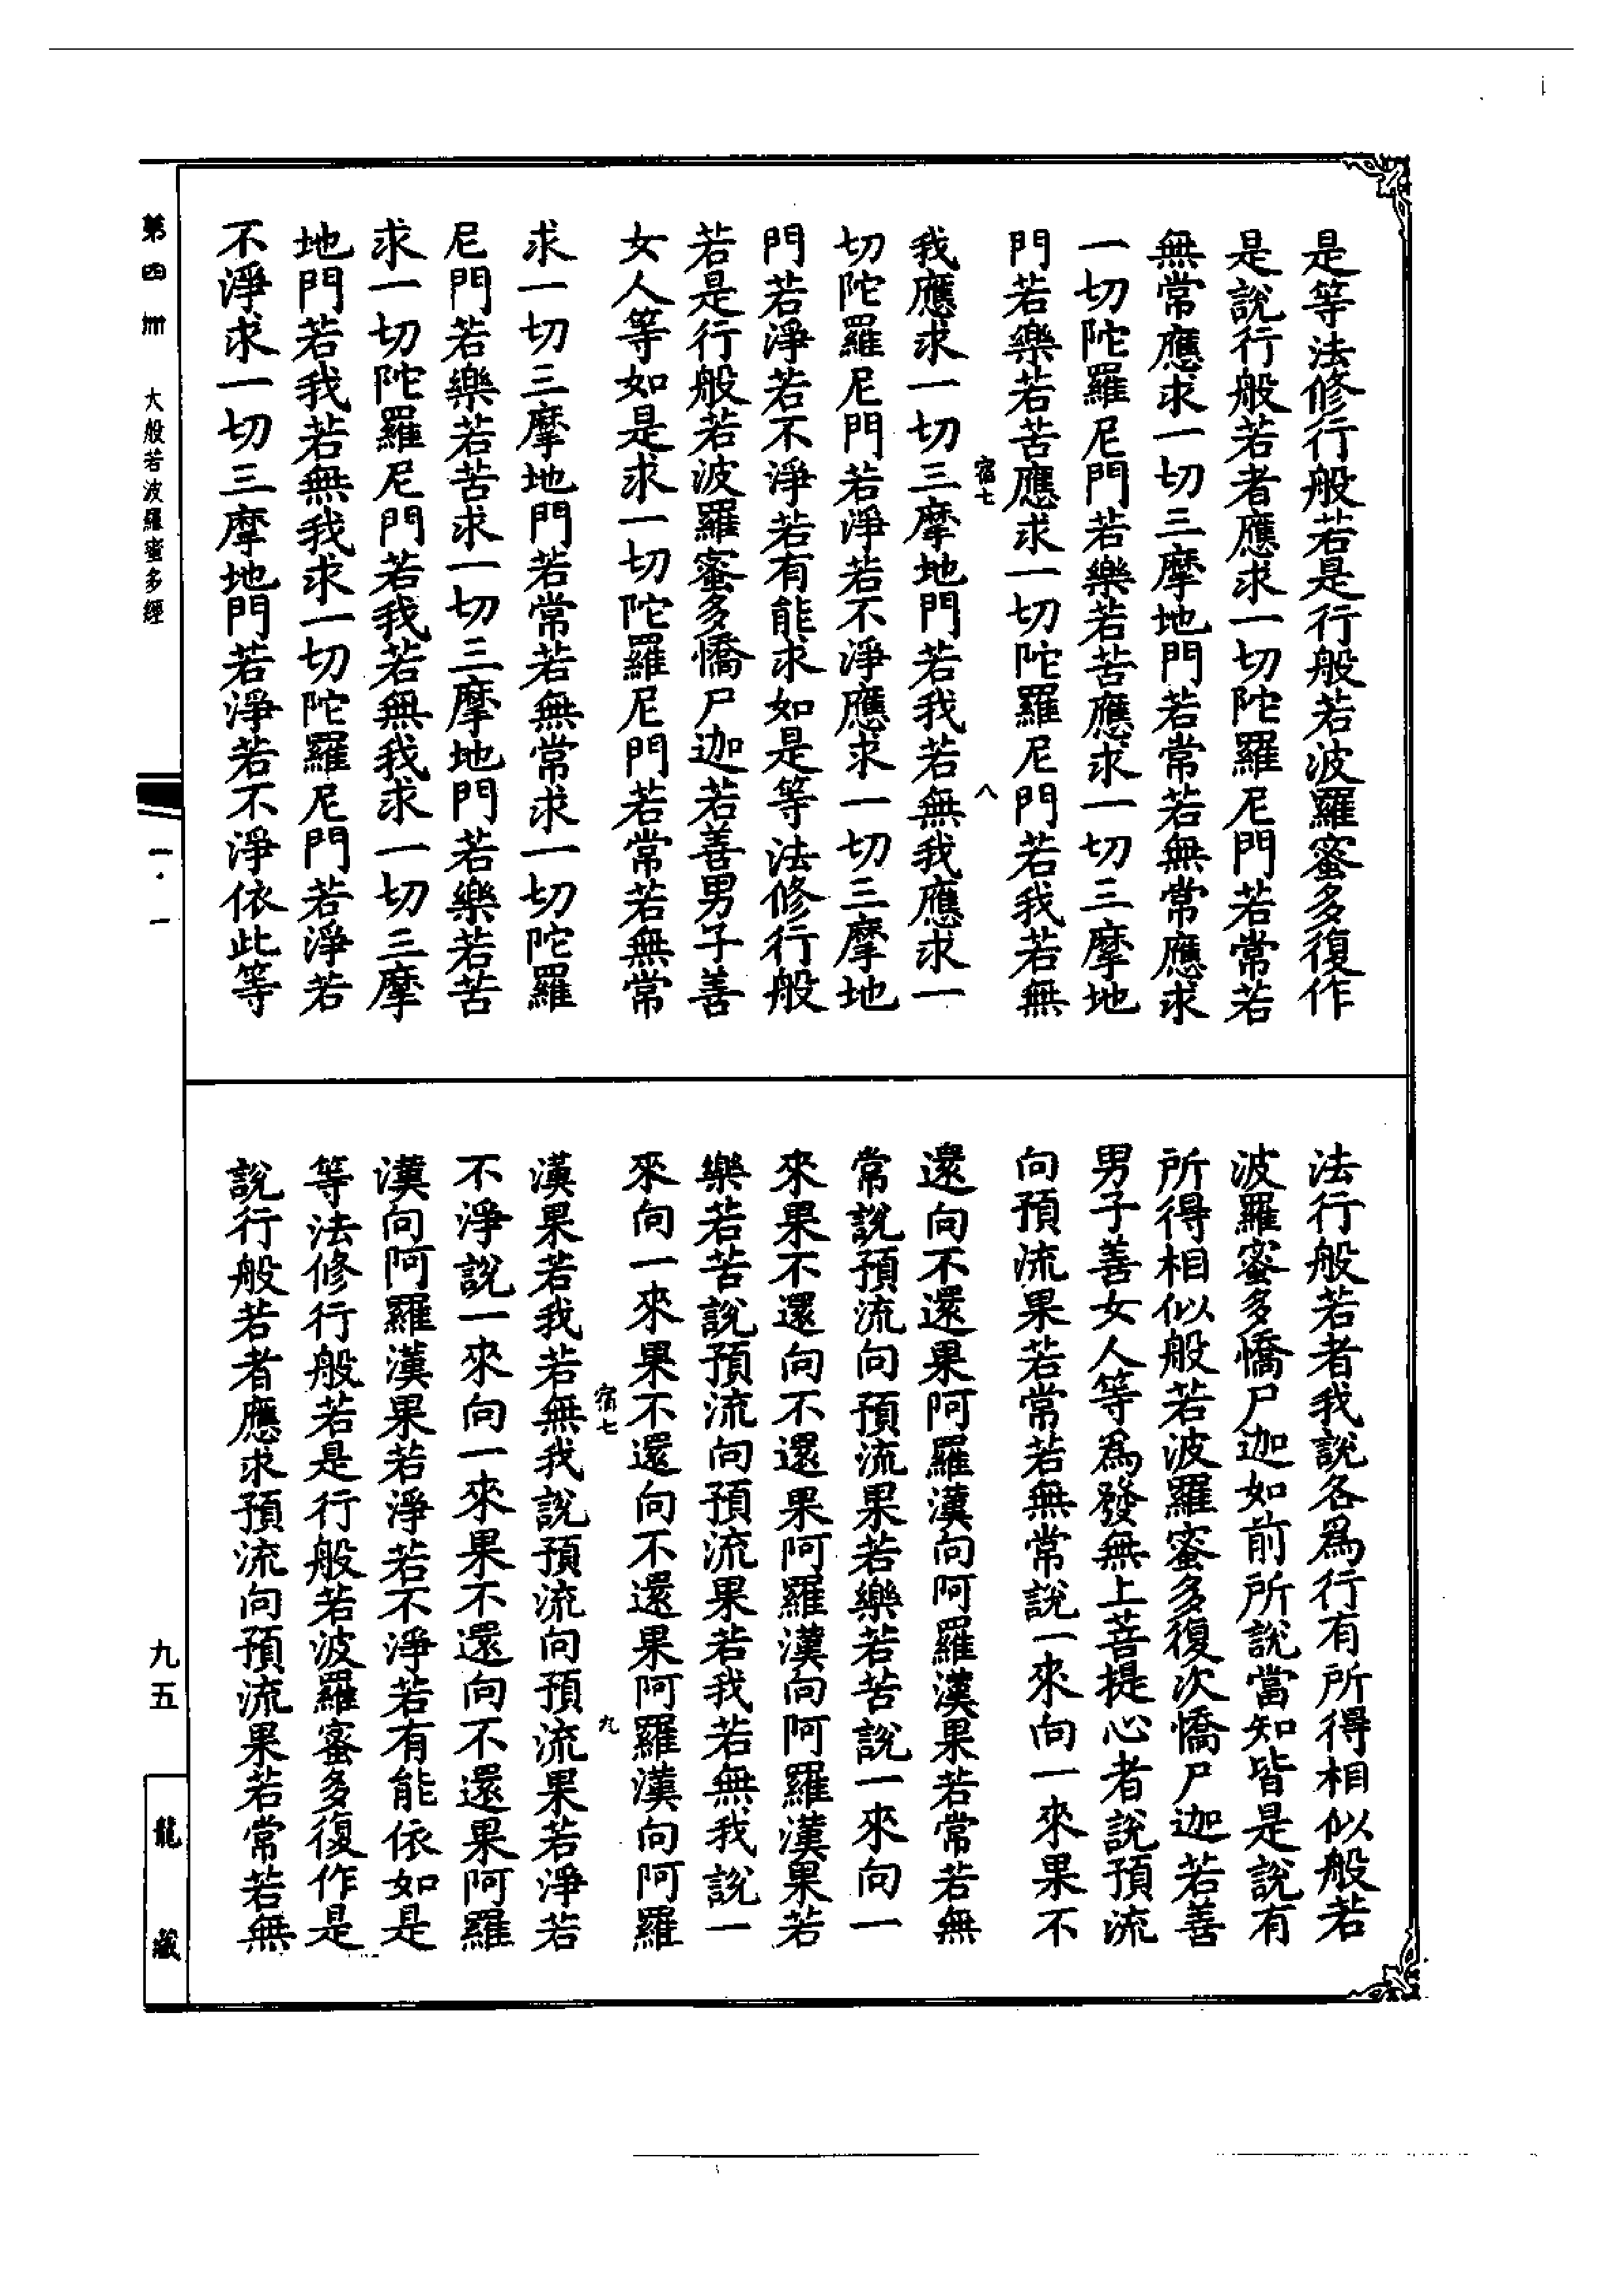 是等法修行般若是行般若波羅蜜多復作
是說行般若者應求一切陀羅尼門若常若
無常應求一切三摩地門若常若無常應求
一切陀羅尼門若樂若苦應求一切三摩地
門若樂若苦應求一切陀羅尼門若我若無
宿七 八
我應求一切三摩地門若我若無我應求一
切陀羅尼門若淨若不淨應求一切三摩地
門若淨若不淨若有能求如是等法修行般
若是行般若波羅蜜多憍尸迦若善男子善
女人等如是求一切陀羅尼門若常若無常
求一切三摩地門若常若無常求一切陀羅
尼門若樂若苦求一切三摩地門若樂若苦
求一切陀羅尼門若我若無我求一切三摩
地門若我若無我求一切陀羅尼門若淨若
不淨求一切三摩地門若淨若不淨依此等
法行般若者我說各為行有所得相似般若
波羅蜜多憍尸迦如前所說當知皆是說有
所得相似般若波羅蜜多復次憍尸迦若善
男子善女人等為發無上菩提心者說預流
向預流果若常若無常說一來向一來果不
還向不還果阿羅漢向阿羅漢果若常若無
常說預流向預流果若樂若苦說一來向一
來果不還向不還果阿羅漢向阿羅漢果若
樂若苦說預流向預流果若我若無我說一
來向一來果不還向不還果阿羅漢向阿羅
宿七 九
漢果若我若無我說預流向預流果若淨若
不淨說一來向一來果不還向不還果阿羅
漢向阿羅漢果若淨若不淨若有能依如是
等法修行般若是行般若波羅蜜多復作是
說行般若者應求預流向預流果若常若無
第四冊 大般若波羅蜜多經
一·一
九五
龍藏